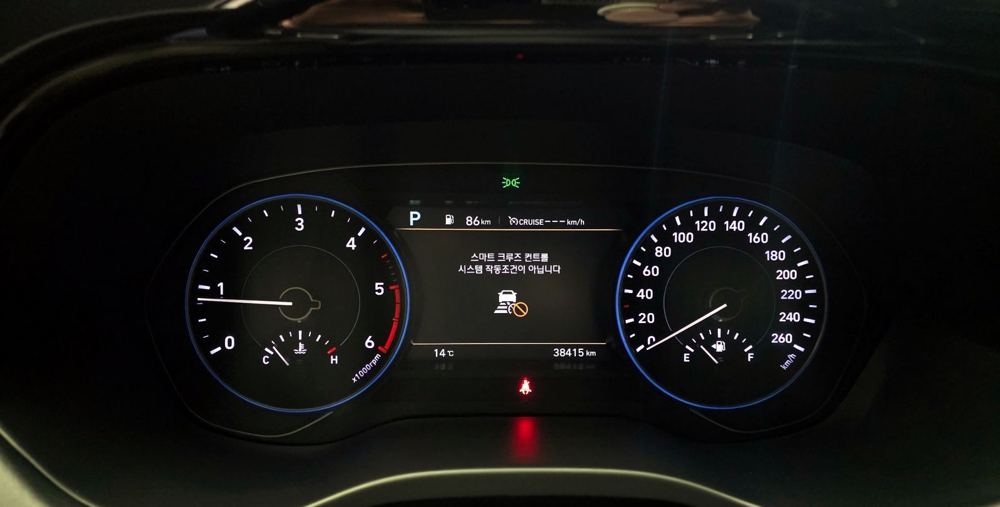 P 86 km CRUISE --- km/h
스마트 크루즈 컨트롤
시스템 작동조건이 아닙니다
14 ℃ 38415 km
0 1 2 3 4 5 6
x1000rpm
C H
0 20 40 60 80 100 120 140 160 180 200 220 240 260
km/h
E F